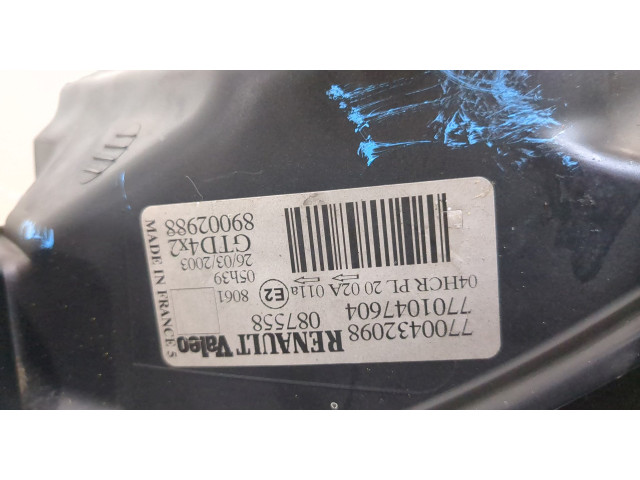 RENAULT Valeo
7700432098 087558
7701047604
04HCR PL 20 02A 011a E2 8061
05h39
26/03/2003
GTD4x2
89002988
MADE IN FRANCE S